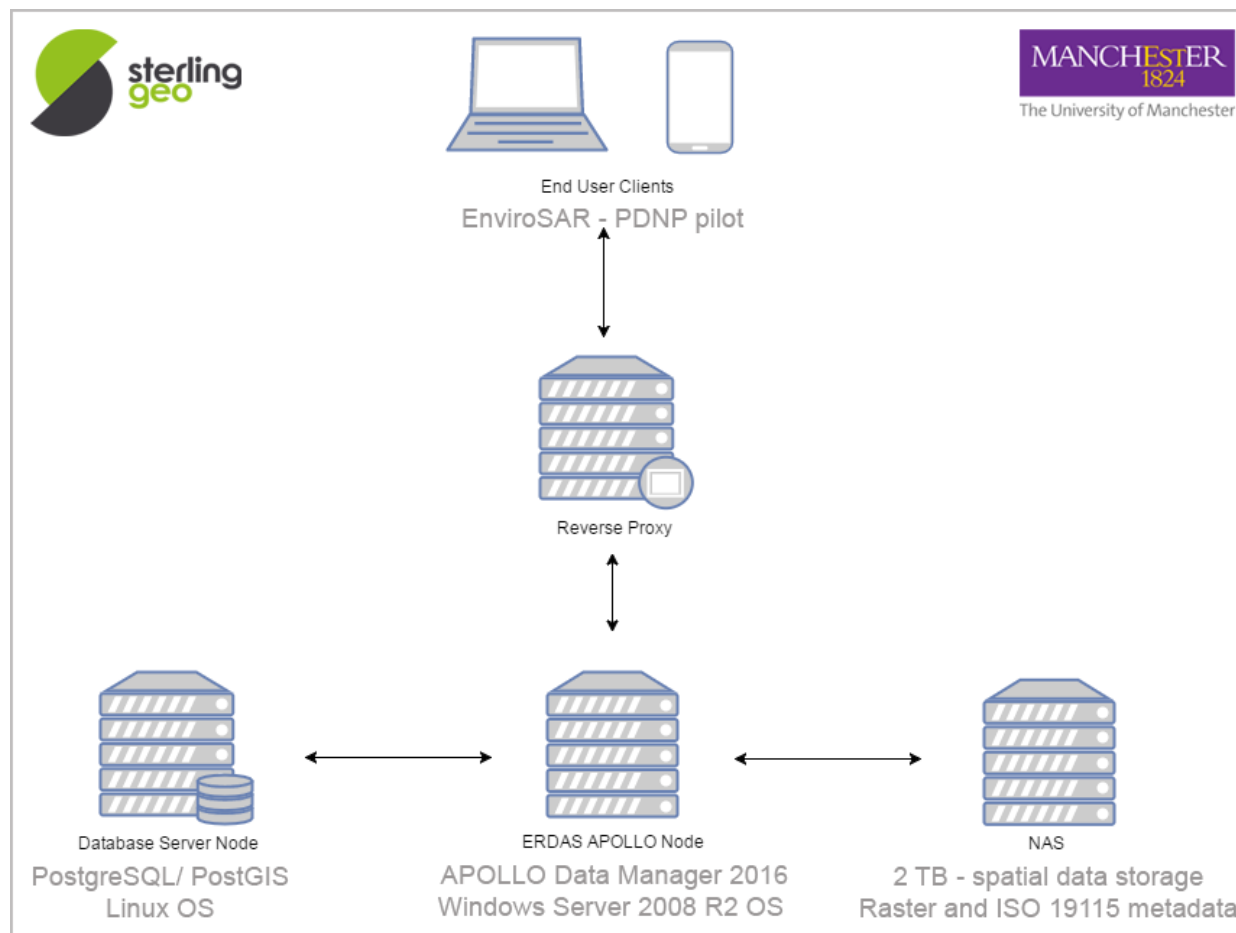 sterling
geo
MANCHESTER
1824
The University of Manchester
End User Clients
EnviroSAR - PDNP pilot
Reverse Proxy
Database Server Node
PostgreSQL/ PostGIS
Linux OS
ERDAS APOLLO Node
APOLLO Data Manager 2016
Windows Server 2008 R2 OS
NAS
2 TB - spatial data storage
Raster and ISO 19115 metadata